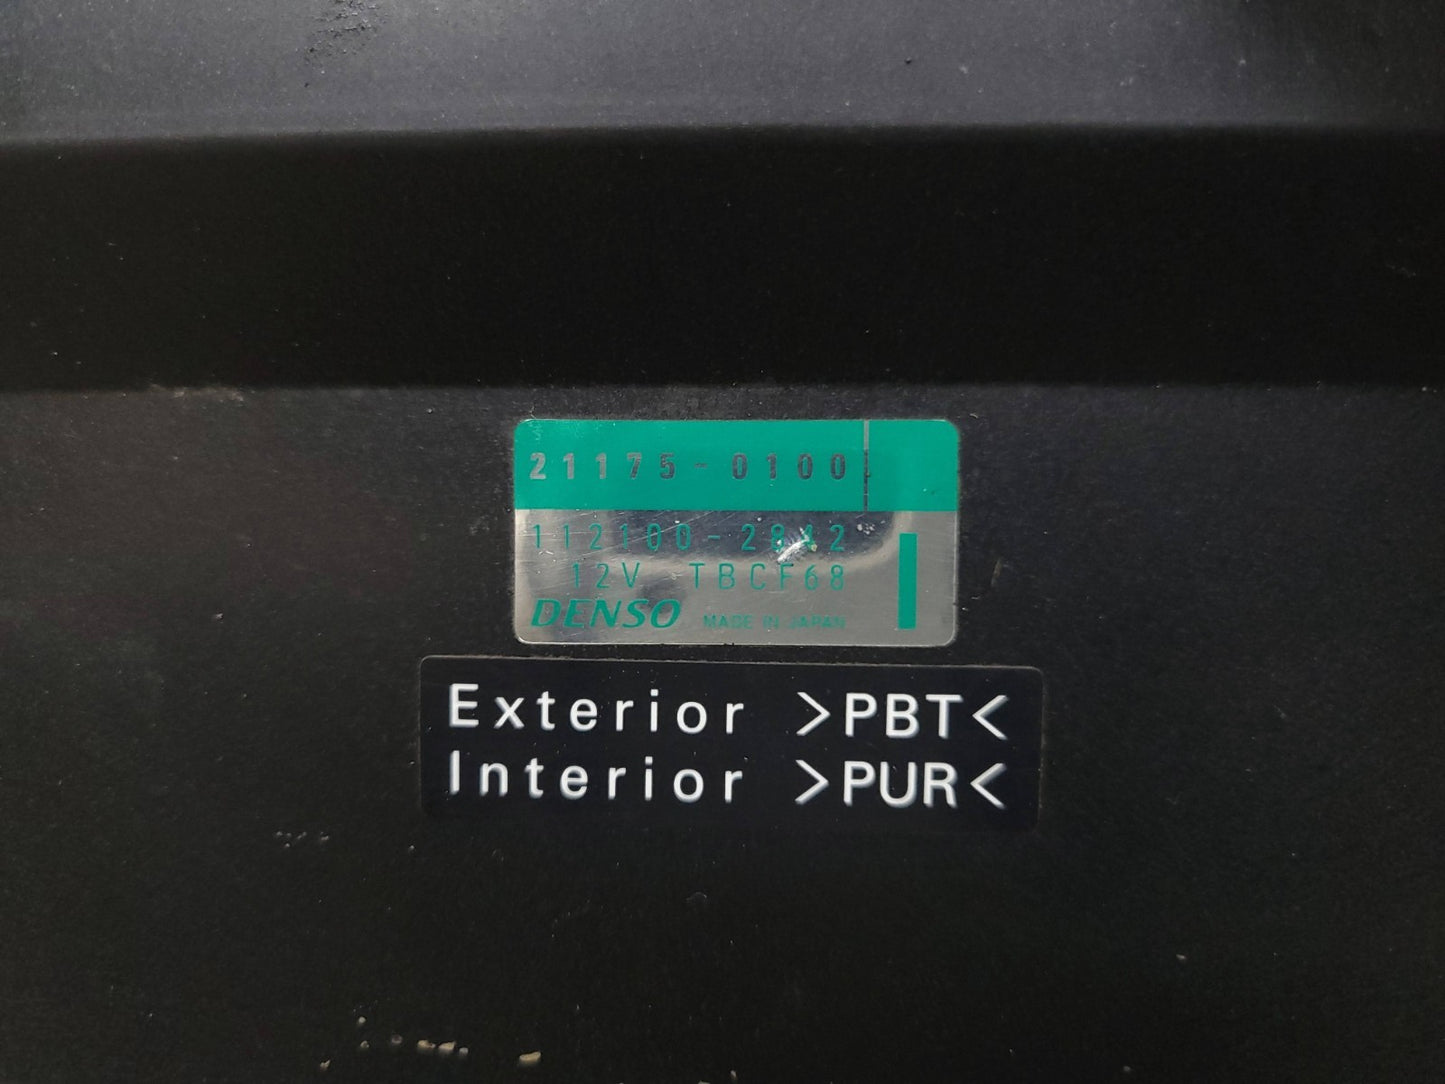 21175-0100
112100-2842
12V TBCF68
DENSO MADE IN JAPAN
Exterior >PBT<
Interior >PUR<